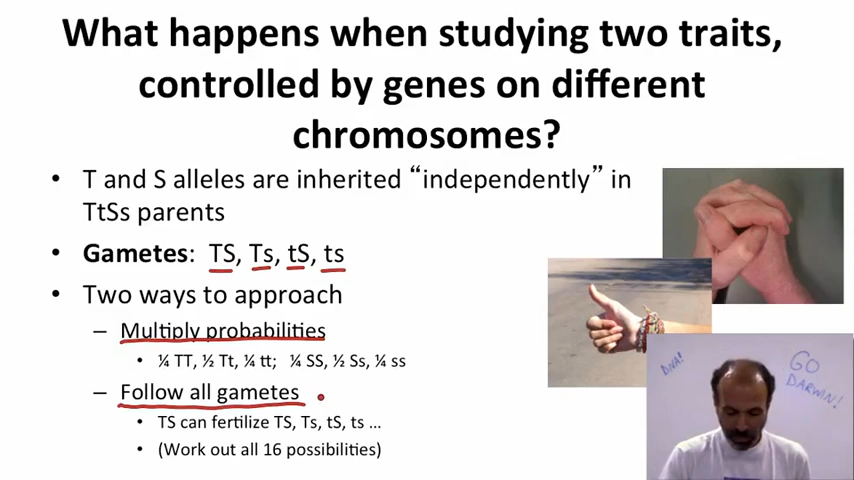 What happens when studying two traits,
controlled by genes on different
chromosomes?
• T and S alleles are inherited “independently” in
TtSs parents
• Gametes: TS, Ts, tS, ts
• Two ways to approach
– Multiply probabilities
• ¼ TT, ½ Tt, ¼ tt; ¼ SS, ½ Ss, ¼ ss
– Follow all gametes
• TS can fertilize TS, Ts, tS, ts ...
• (Work out all 16 possibilities)
DNA!
GO
DARWIN!